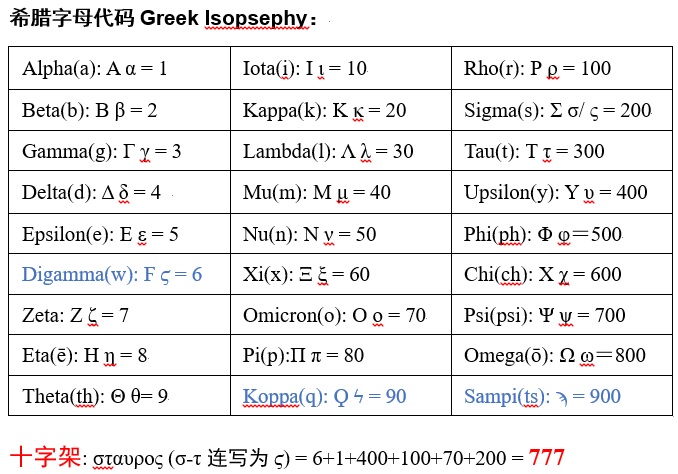 希腊字母代码 Greek Isopsephy：
Alpha(a): Α α = 1 Iota(i): Ι ι = 10 Rho(r): Ρ ρ = 100
Beta(b): Β β = 2 Kappa(k): Κ κ = 20 Sigma(s): Σ σ/ ς = 200
Gamma(g): Γ γ = 3 Lambda(l): Λ λ = 30 Tau(t): Τ τ = 300
Delta(d): Δ δ = 4 Mu(m): Μ μ = 40 Upsilon(y): Υ υ = 400
Epsilon(e): Ε ε = 5 Nu(n): Ν ν = 50 Phi(ph): Φ φ＝500
Digamma(w): F ϛ = 6 Xi(x): Ξ ξ = 60 Chi(ch): Χ χ = 600
Zeta: Ζ ζ = 7 Omicron(o): Ο ο = 70 Psi(psi): Ψ ψ = 700
Eta(ē): Η η = 8 Pi(p):Π π = 80 Omega(ō): Ω ω＝800
Theta(th): Θ θ= 9 Koppa(q): Ϙ ϟ = 90 Sampi(ts): ϡ = 900
十字架: σταυρος (σ-τ 连写为 ϛ) = 6+1+400+100+70+200 = 777